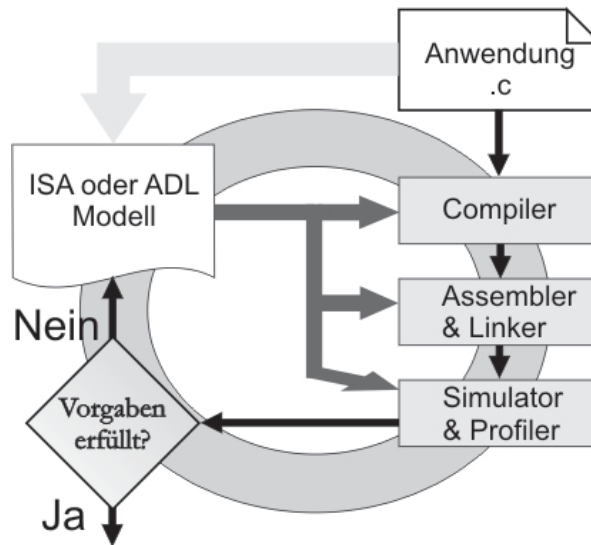 Anwendung
.c
ISA oder ADL
Modell
Compiler
Assembler
& Linker
Nein
Simulator
& Profiler
Vorgaben
erfüllt?
Ja